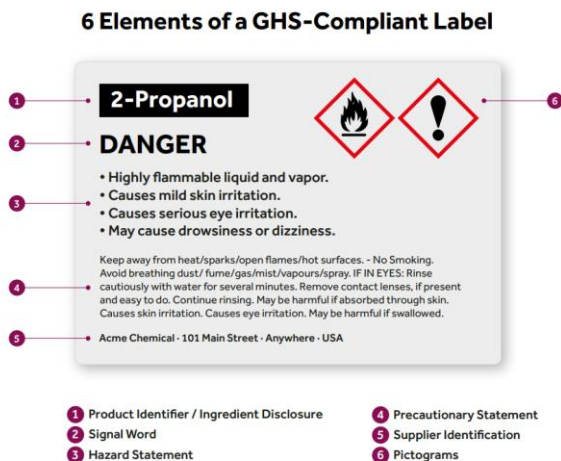 6 Elements of a GHS-Compliant Label
1
2-Propanol
6
2
DANGER
3
• Highly flammable liquid and vapor.
• Causes mild skin irritation.
• Causes serious eye irritation.
• May cause drowsiness or dizziness.
4
Keep away from heat/sparks/open flames/hot surfaces. - No Smoking.
Avoid breathing dust/ fume/gas/mist/vapours/spray. IF IN EYES: Rinse
cautiously with water for several minutes. Remove contact lenses, if present
and easy to do. Continue rinsing. May be harmful if absorbed through skin.
Causes skin irritation. Causes eye irritation. May be harmful if swallowed.
5
Acme Chemical · 101 Main Street · Anywhere · USA
1 Product Identifier / Ingredient Disclosure
2 Signal Word
3 Hazard Statement
4 Precautionary Statement
5 Supplier Identification
6 Pictograms